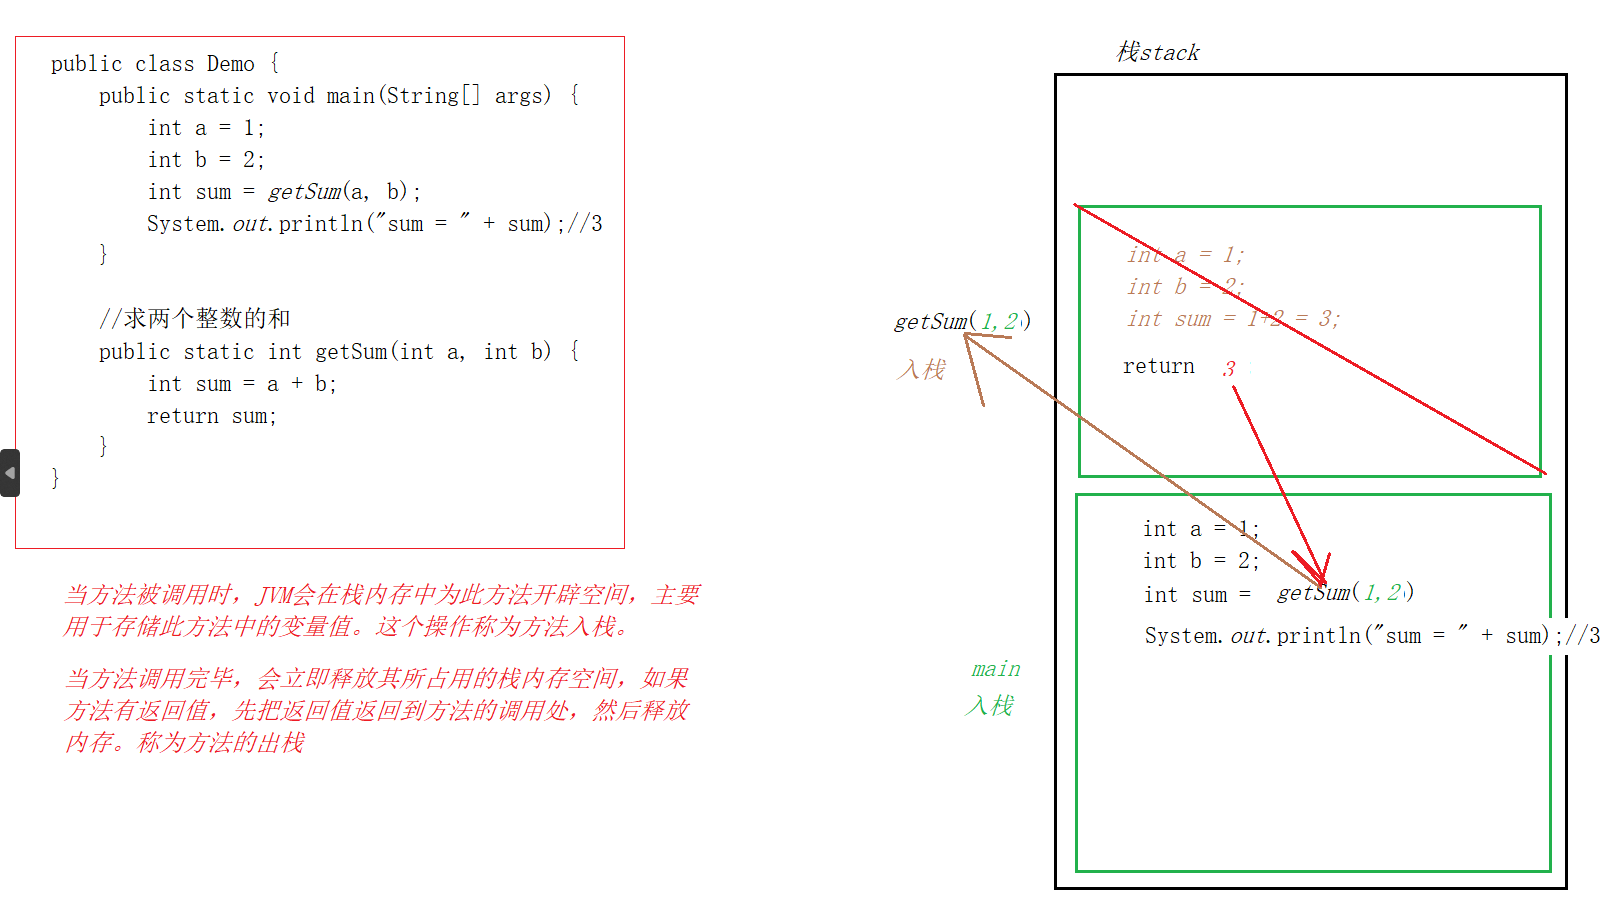 public class Demo {
public static void main(String[] args) {
int a = 1;
int b = 2;
int sum = getSum(a, b);
System.out.println("sum = " + sum);//3
}
//求两个整数的和
public static int getSum(int a, int b) {
int sum = a + b;
return sum;
}
}
当方法被调用时，JVM会在栈内存中为此方法开辟空间，主要
用于存储此方法中的变量值。这个操作称为方法入栈。
当方法调用完毕，会立即释放其所占用的栈内存空间，如果
方法有返回值，先把返回值返回到方法的调用处，然后释放
内存。称为方法的出栈
栈stack
int a = 1;
int b = 2;
int sum = 1+2 = 3;
return 3
getSum(1,2)
入栈
int a = 1;
int b = 2;
int sum = getSum(1,2)
System.out.println("sum = " + sum);//3
main
入栈